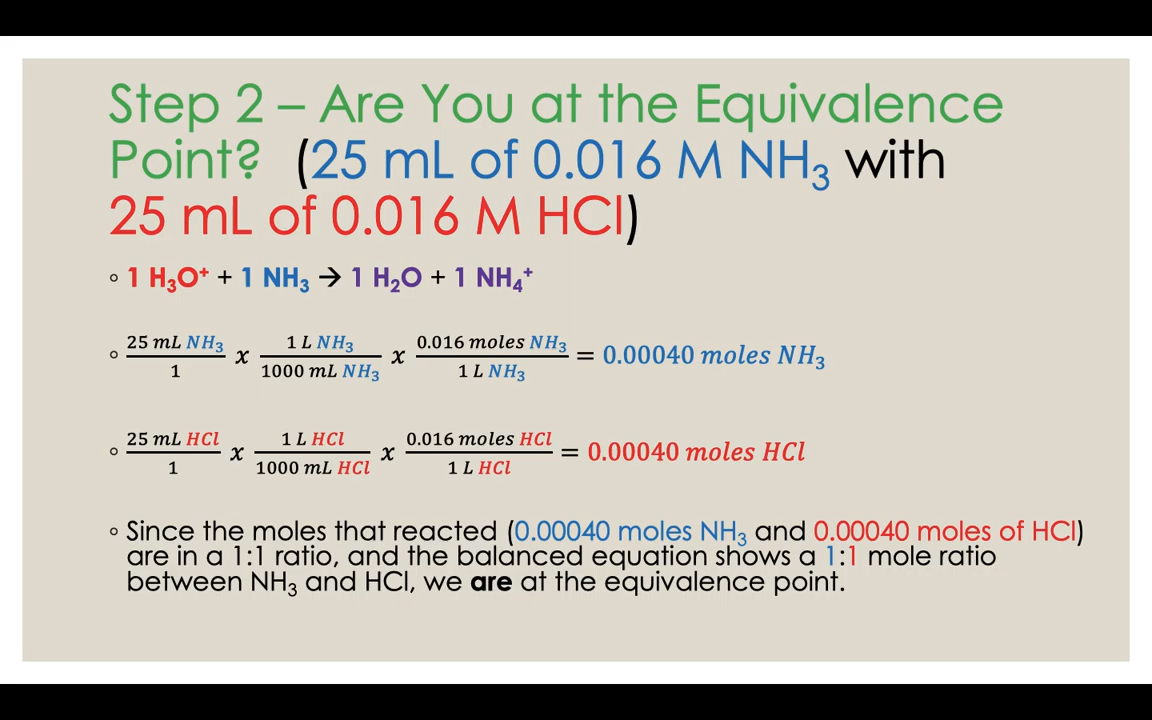 Step 2 – Are You at the Equivalence
Point? (25 mL of 0.016 M NH₃ with
25 mL of 0.016 M HCl)
◦ 1 H₃O⁺ + 1 NH₃ → 1 H₂O + 1 NH₄⁺
◦ 25 mL NH₃/1 x 1 L NH₃/1000 mL NH₃ x 0.016 moles NH₃/1 L NH₃ = 0.00040 moles NH₃
◦ 25 mL HCl/1 x 1 L HCl/1000 mL HCl x 0.016 moles HCl/1 L HCl = 0.00040 moles HCl
◦ Since the moles that reacted (0.00040 moles NH₃ and 0.00040 moles of HCl)
are in a 1:1 ratio, and the balanced equation shows a 1:1 mole ratio
between NH₃ and HCl, we are at the equivalence point.